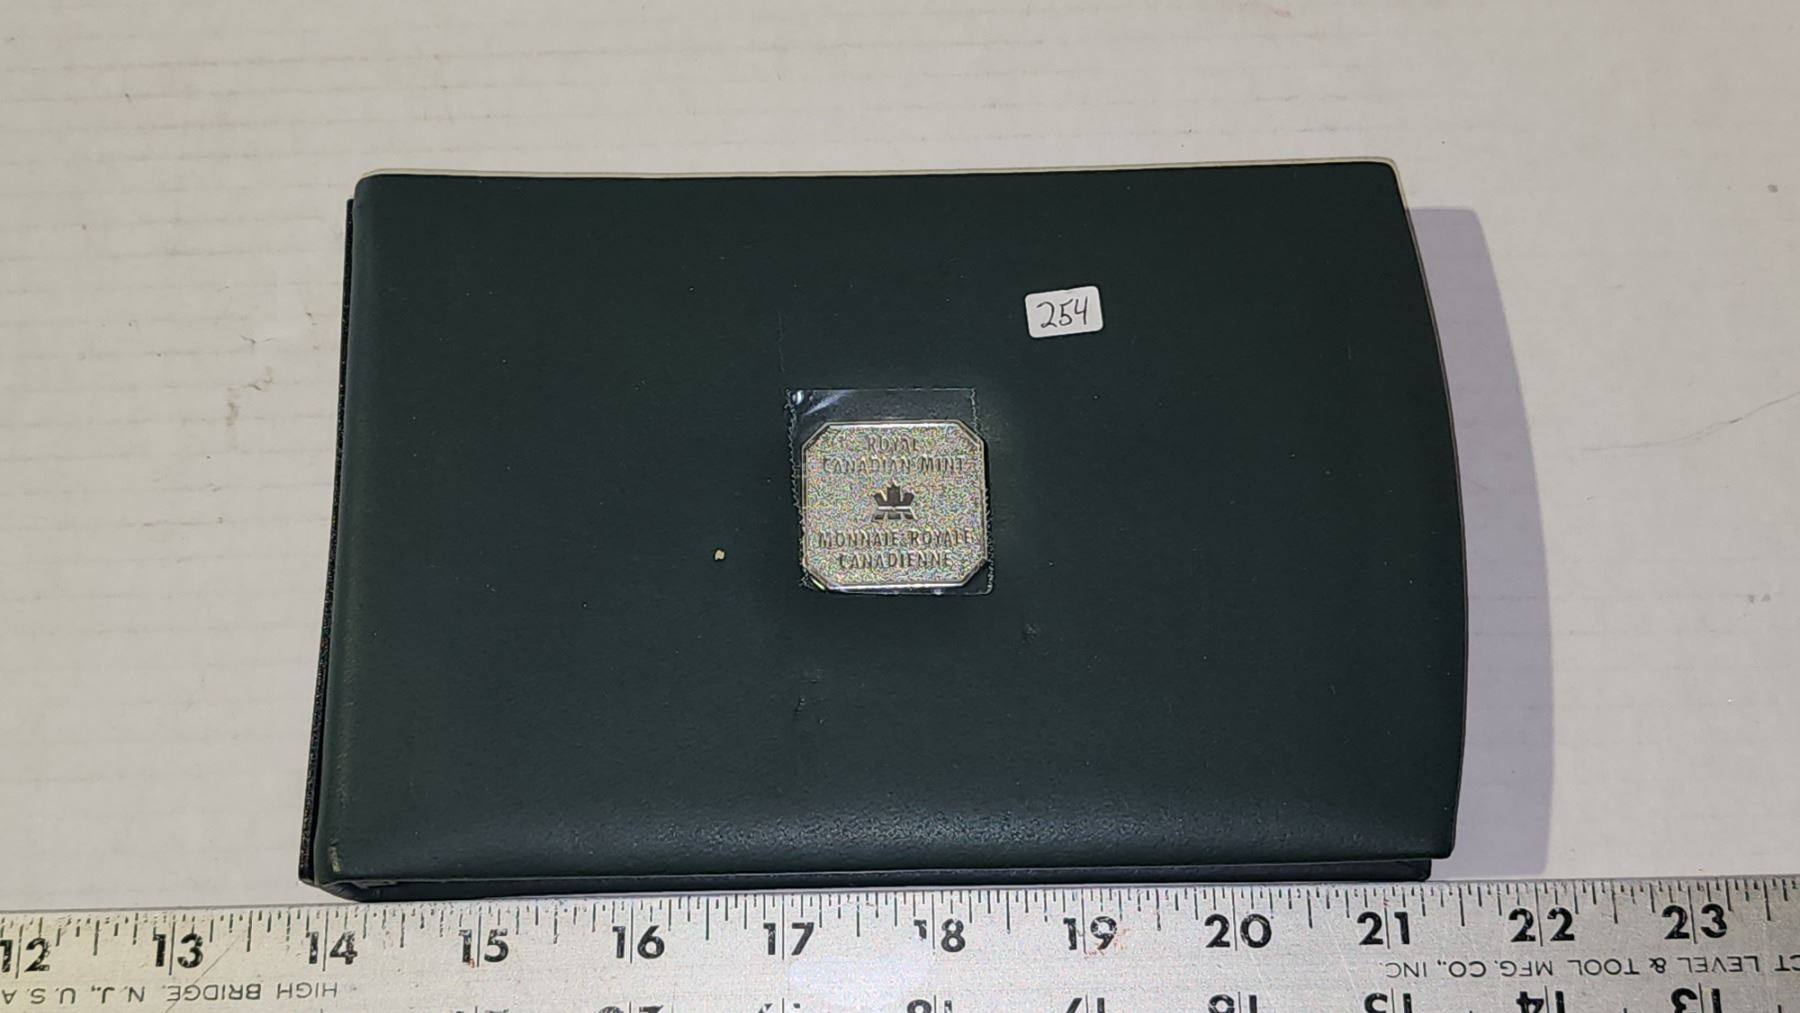 254
ROYAL
CANADIAN MINT
MONNAIE ROYALE
CANADIENNE
12 13 14 15 16 17 18 19 20 21 22 23
HIGH BRIDGE, N.J., U.S.A
CT LEVEL & TOOL MFG. CO., INC.